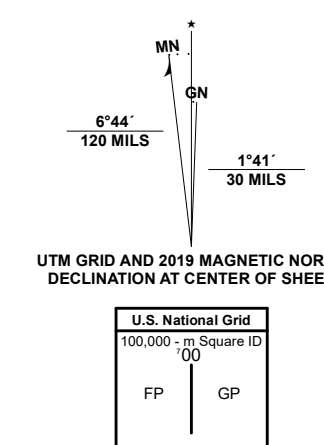 ★
MN
GN
6°44´
120 MILS
1°41´
30 MILS
UTM GRID AND 2019 MAGNETIC NOR
DECLINATION AT CENTER OF SHEE
U.S. National Grid
100,000 - m Square ID
⁷00
FP GP